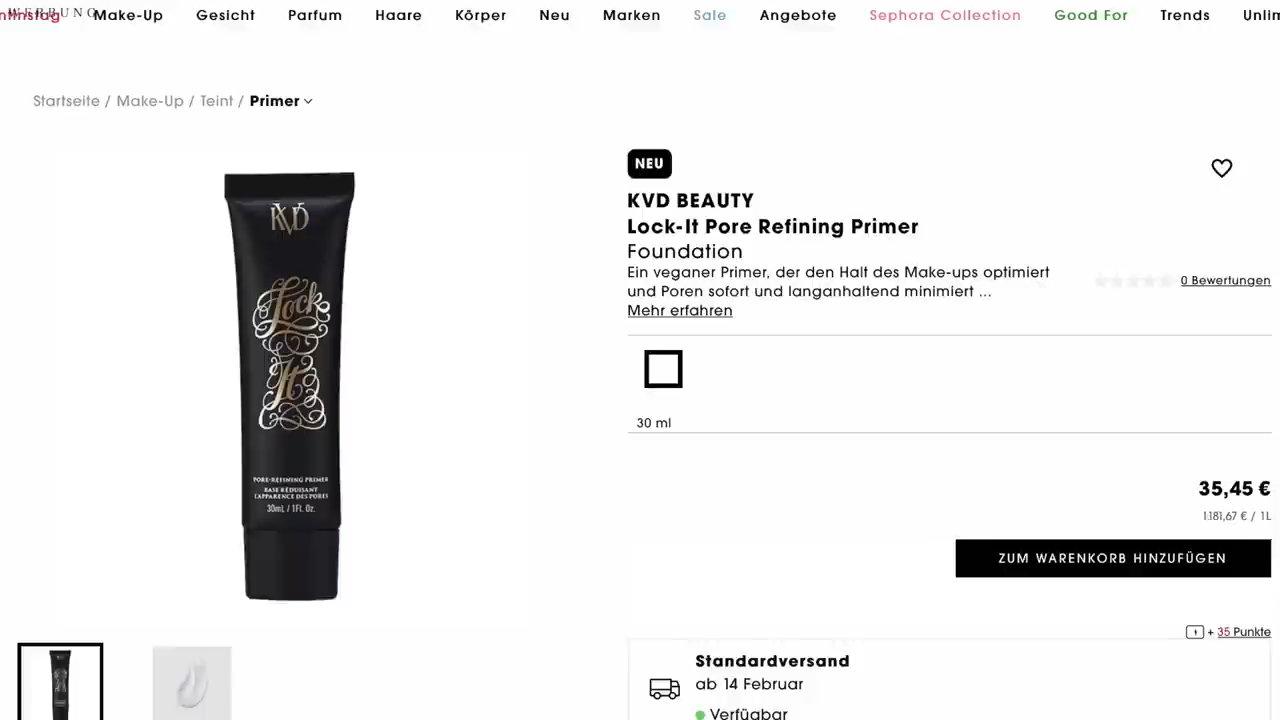 WERBUNG
Make-Up Gesicht Parfum Haare Körper Neu Marken Sale Angebote Sephora Collection Good For Trends Unlim
Startseite / Make-Up / Teint / Primer
NEU
KVD BEAUTY
Lock-It Pore Refining Primer
Foundation
Ein veganer Primer, der den Halt des Make-ups optimiert
und Poren sofort und langanhaltend minimiert ...
0 Bewertungen
Mehr erfahren
30 ml
35,45 €
1.181,67 € / 1L
ZUM WARENKORB HINZUFÜGEN
+ 35 Punkte
Standardversand
ab 14 Februar
Verfügbar
KVD
Lock
It
PORE-REFINING PRIMER
BASE RÉDUISANT
L'APPARENCE DES PORES
30mL / 1Fl. Oz.